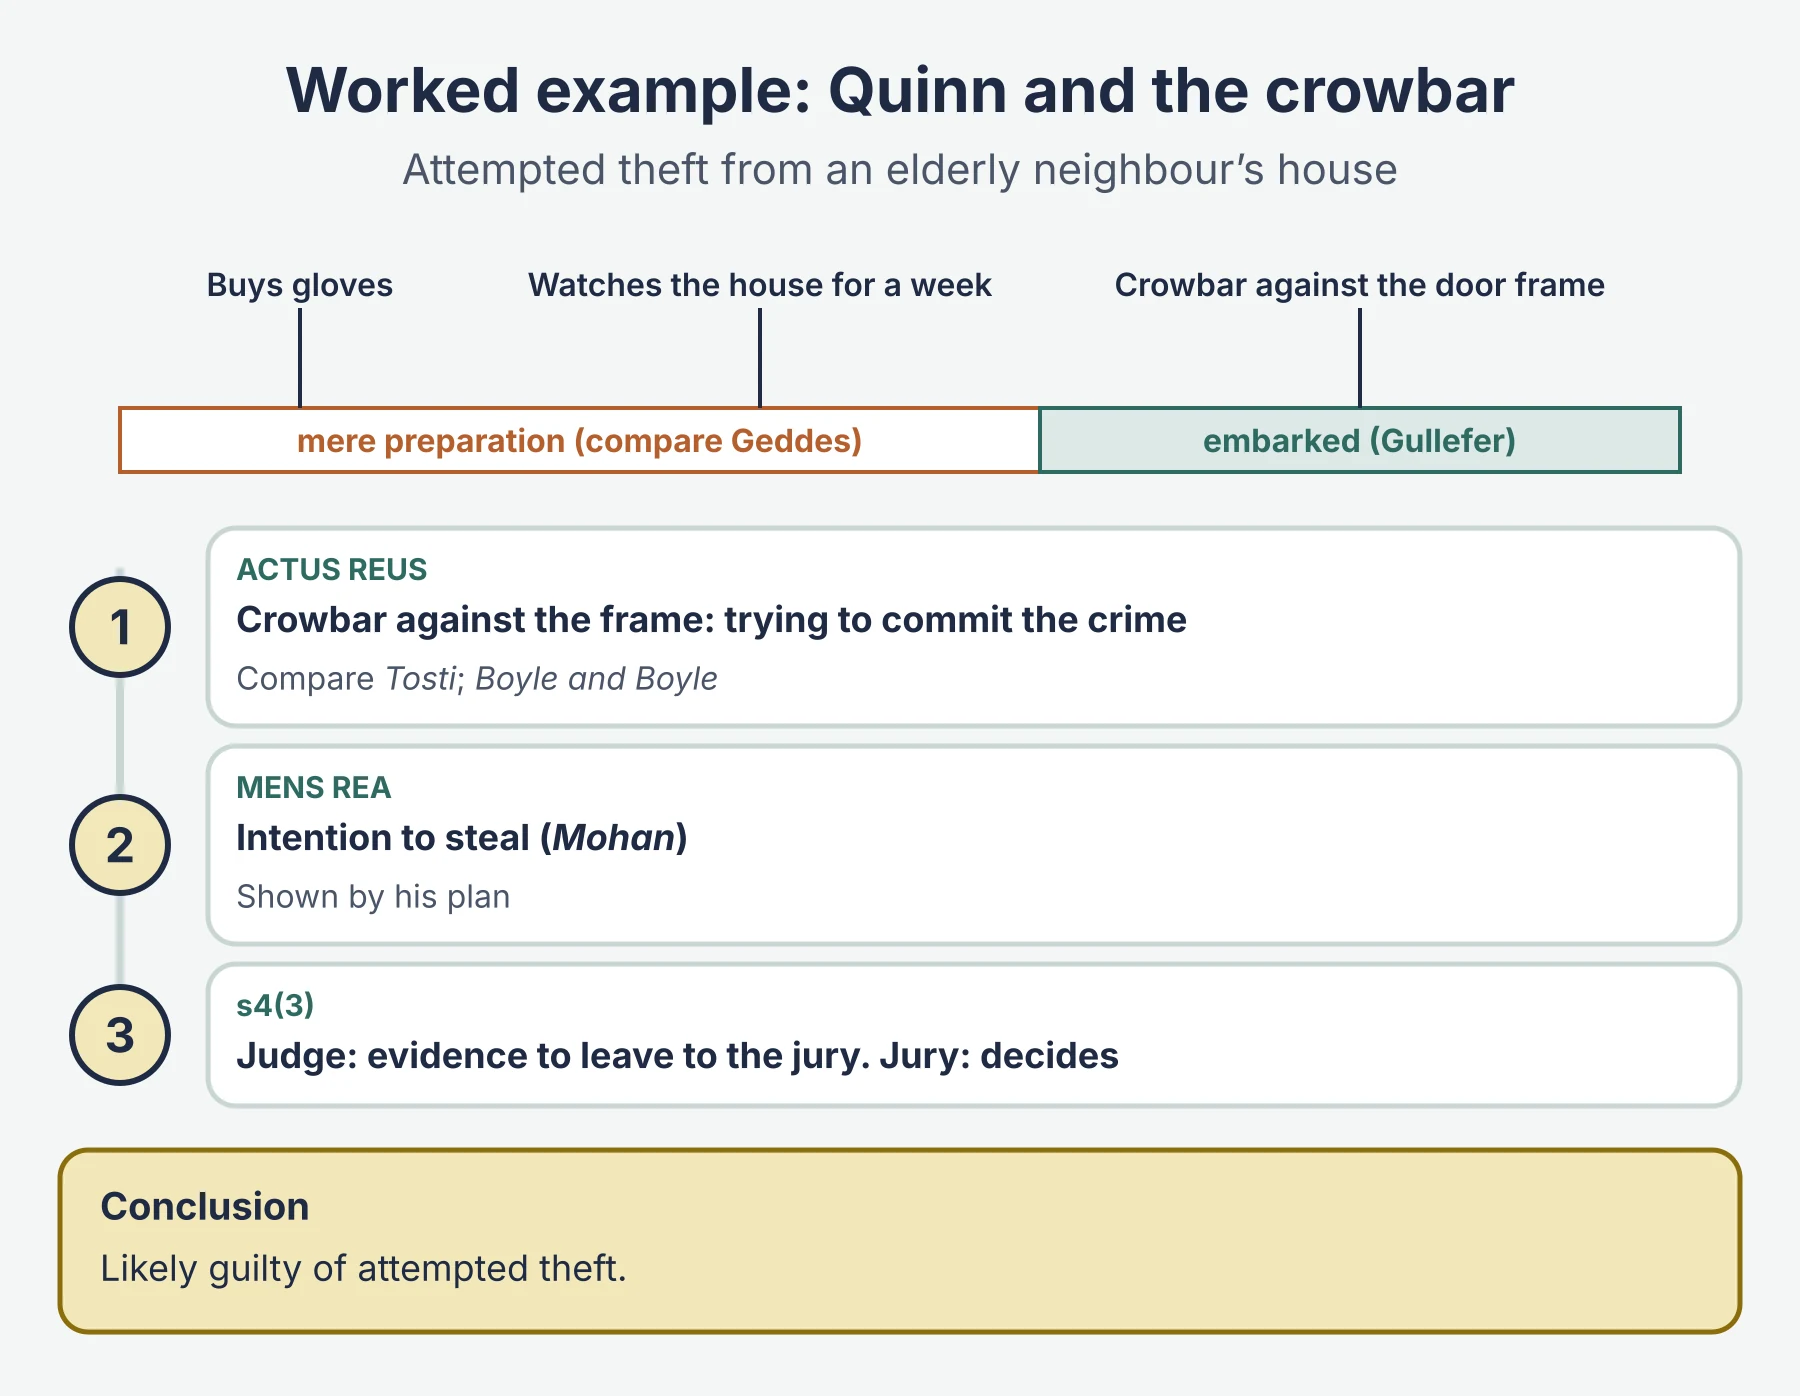 Worked example: Quinn and the crowbar
Attempted theft from an elderly neighbour’s house
Buys gloves
Watches the house for a week
Crowbar against the door frame
mere preparation (compare Geddes)
embarked (Gullefer)
1
ACTUS REUS
Crowbar against the frame: trying to commit the crime
Compare Tosti; Boyle and Boyle
2
MENS REA
Intention to steal (Mohan)
Shown by his plan
3
s4(3)
Judge: evidence to leave to the jury. Jury: decides
Conclusion
Likely guilty of attempted theft.